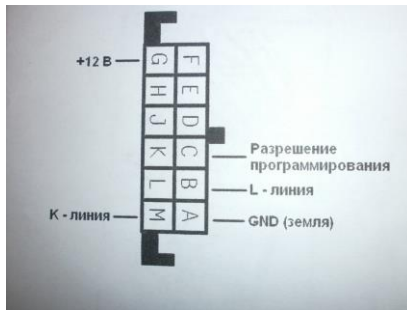 +12 В
G F
H E
J D
K C
Разрешение
программирования
L B
L - линия
К - линия
M A
GND (земля)